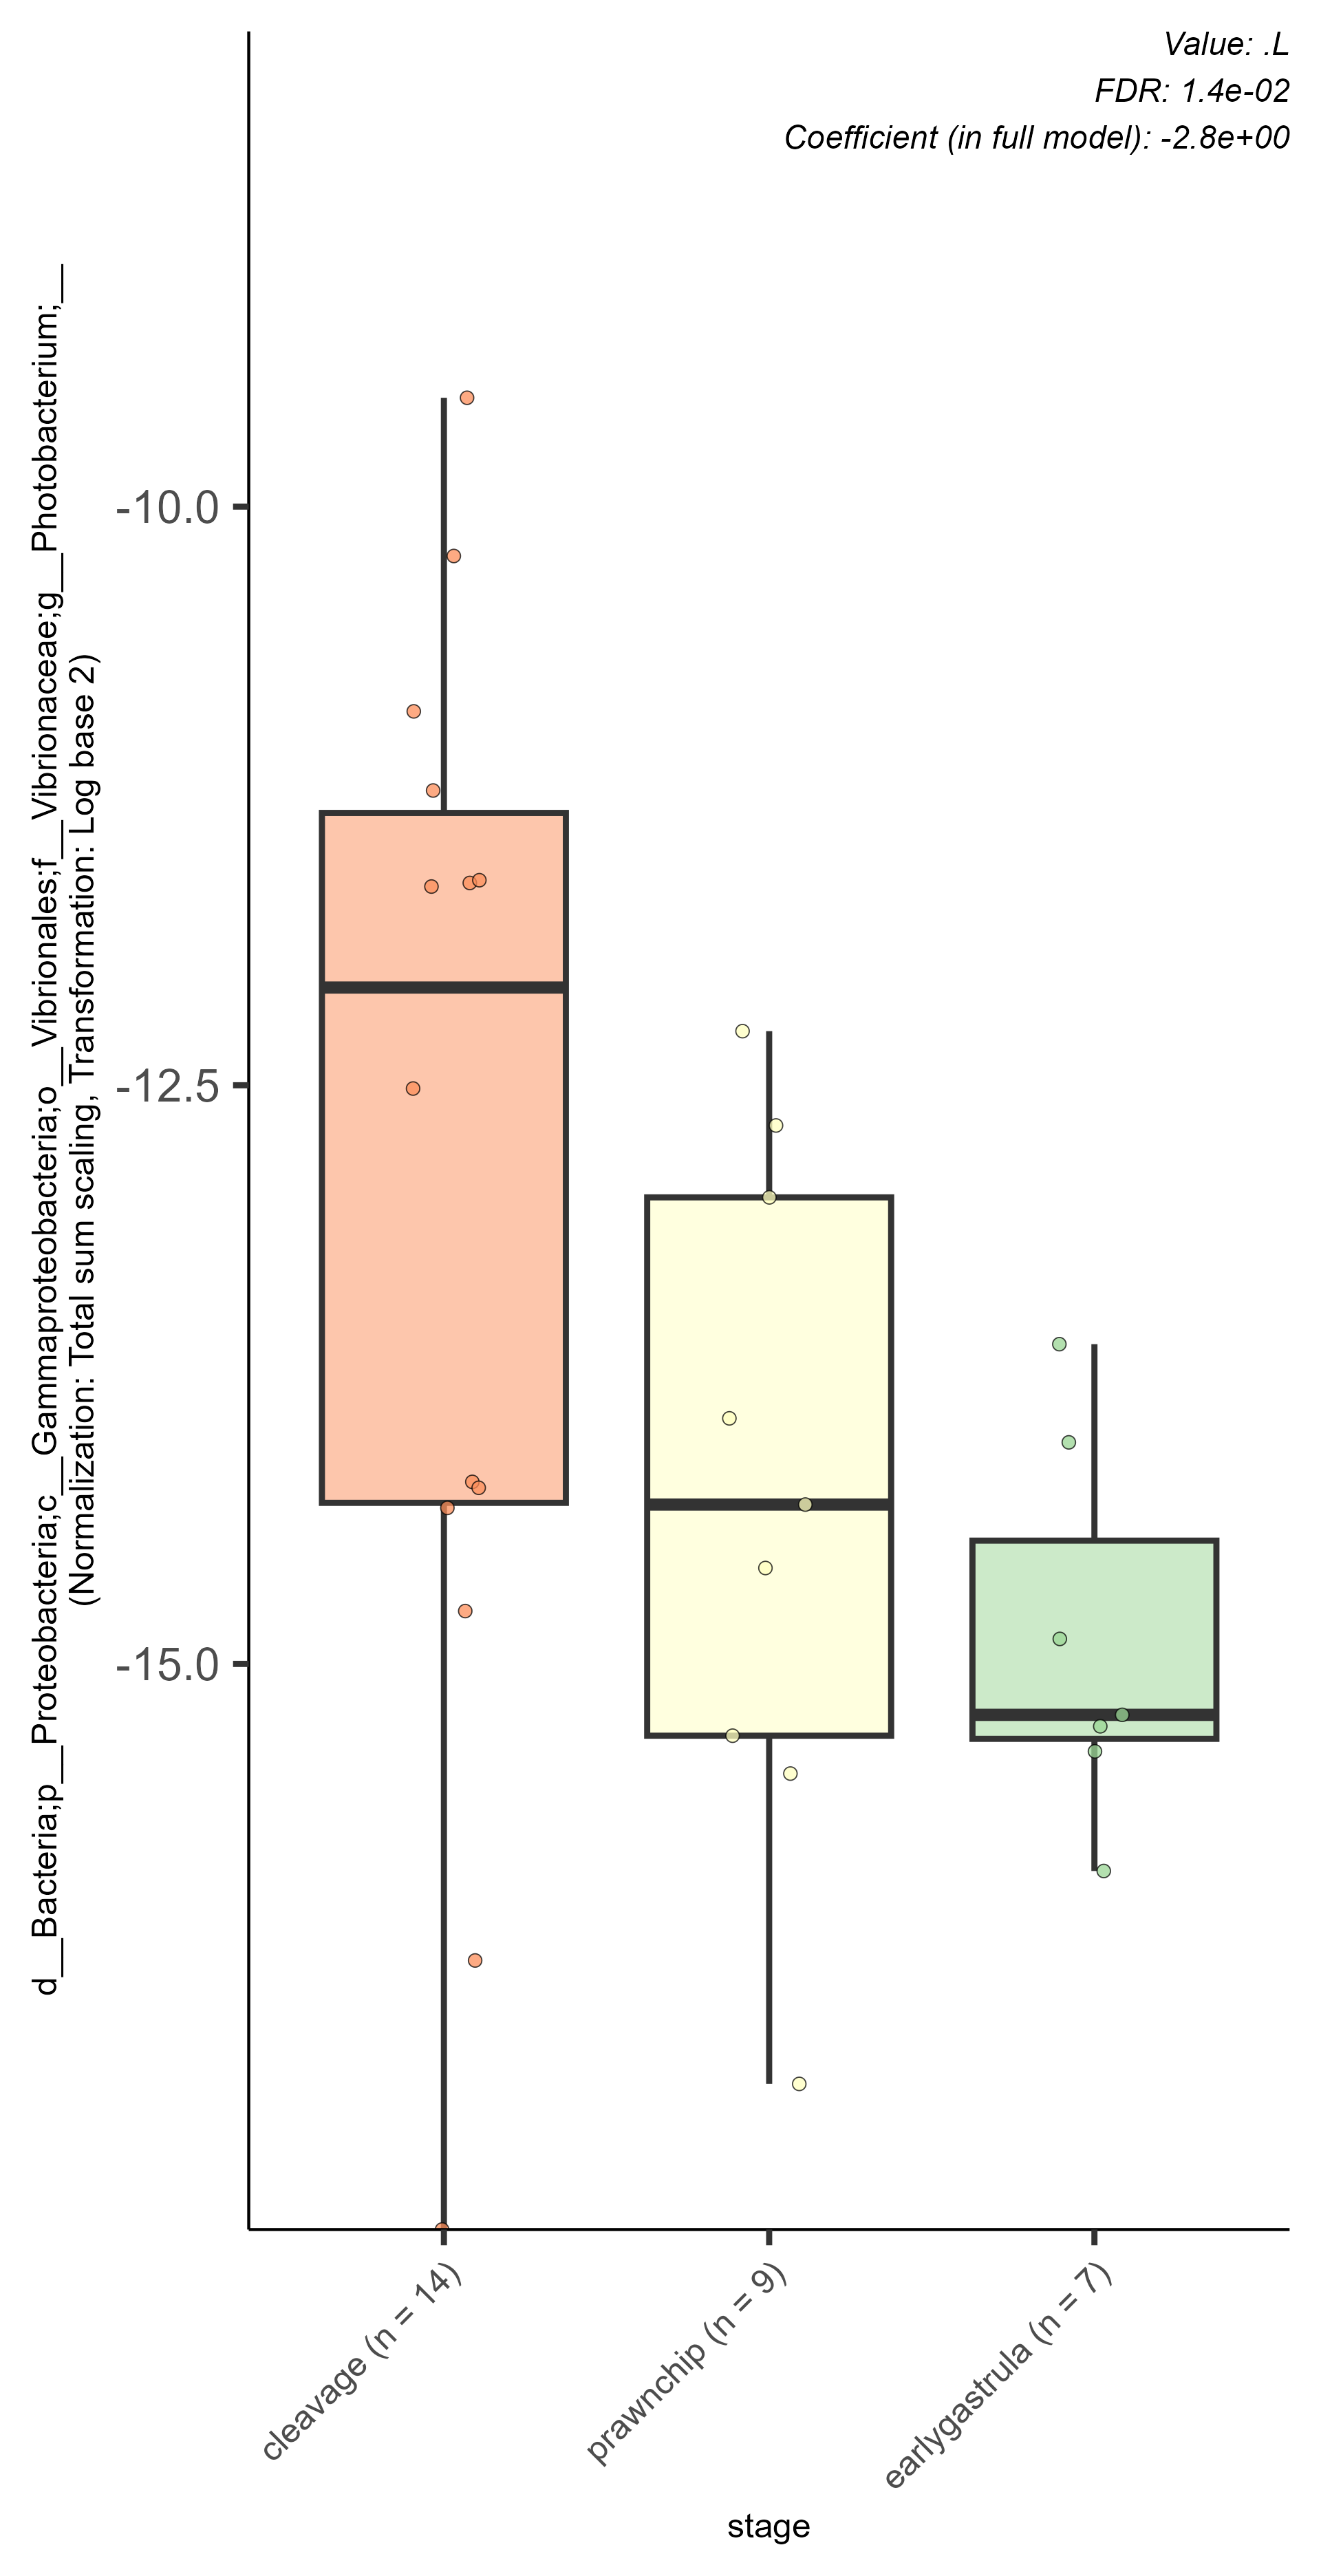 Value: .L
FDR: 1.4e-02
Coefficient (in full model): -2.8e+00
d__Bacteria;p__Proteobacteria;c__Gammaproteobacteria;o__Vibrionales;f__Vibrionaceae;g__Photobacterium;__
(Normalization: Total sum scaling, Transformation: Log base 2)
-10.0
-12.5
-15.0
cleavage (n = 14)
prawnchip (n = 9)
earlygastrula (n = 7)
stage